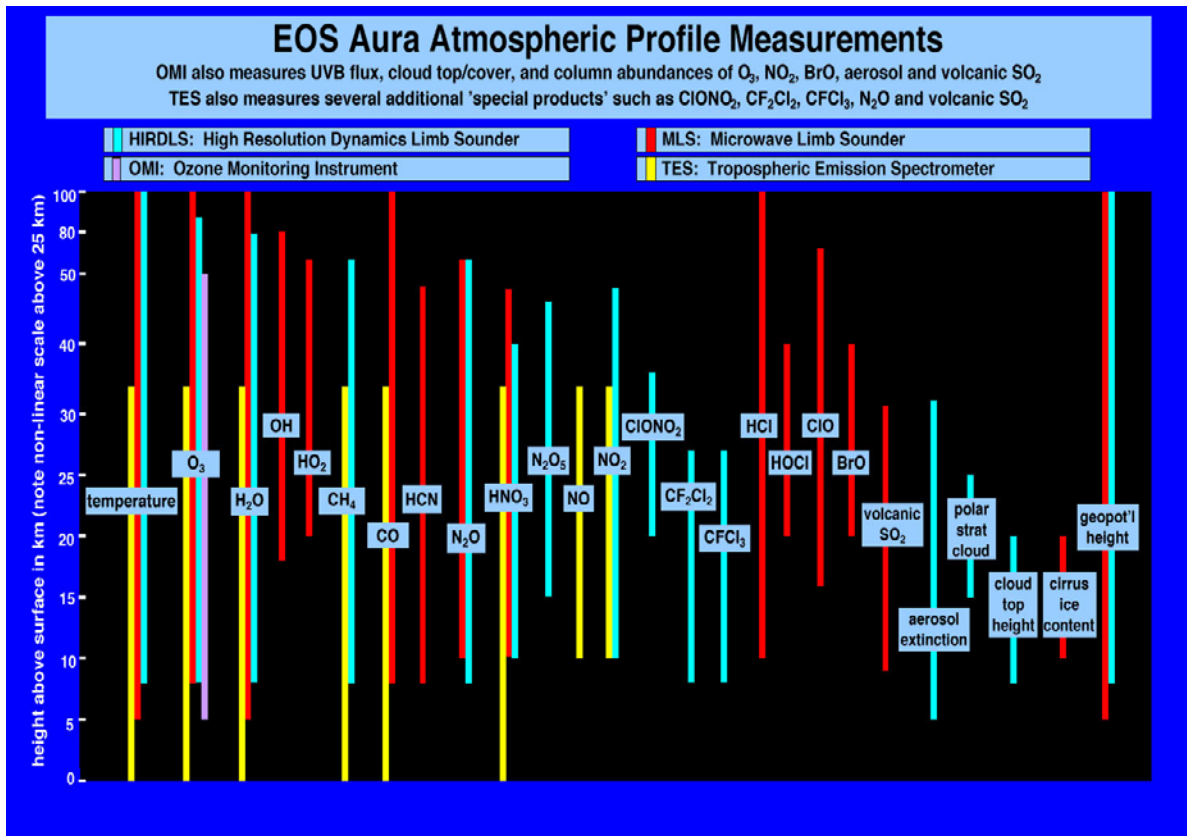 EOS Aura Atmospheric Profile Measurements
OMI also measures UVB flux, cloud top/cover, and column abundances of O₃, NO₂, BrO, aerosol and volcanic SO₂
TES also measures several additional 'special products' such as ClONO₂, CF₂Cl₂, CFCl₃, N₂O and volcanic SO₂
HIRDLS: High Resolution Dynamics Limb Sounder
MLS: Microwave Limb Sounder
OMI: Ozone Monitoring Instrument
TES: Tropospheric Emission Spectrometer
height above surface in km (note non-linear scale above 25 km)
100
80
50
40
30
25
20
15
10
5
0
temperature
O₃
H₂O
OH
HO₂
CH₄
CO
HCN
N₂O
HNO₃
N₂O₅
NO
NO₂
ClONO₂
CF₂Cl₂
CFCl₃
HCl
HOCl
ClO
BrO
volcanic
SO₂
aerosol
extinction
polar
strat
cloud
cloud
top
height
cirrus
ice
content
geopot'l
height